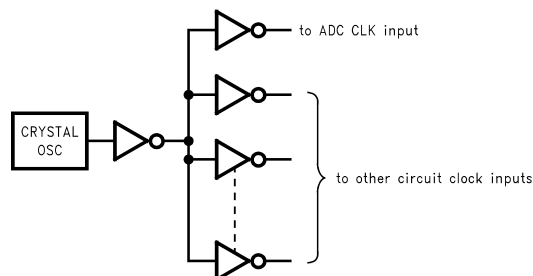 to ADC CLK input
CRYSTAL
OSC
to other circuit clock inputs